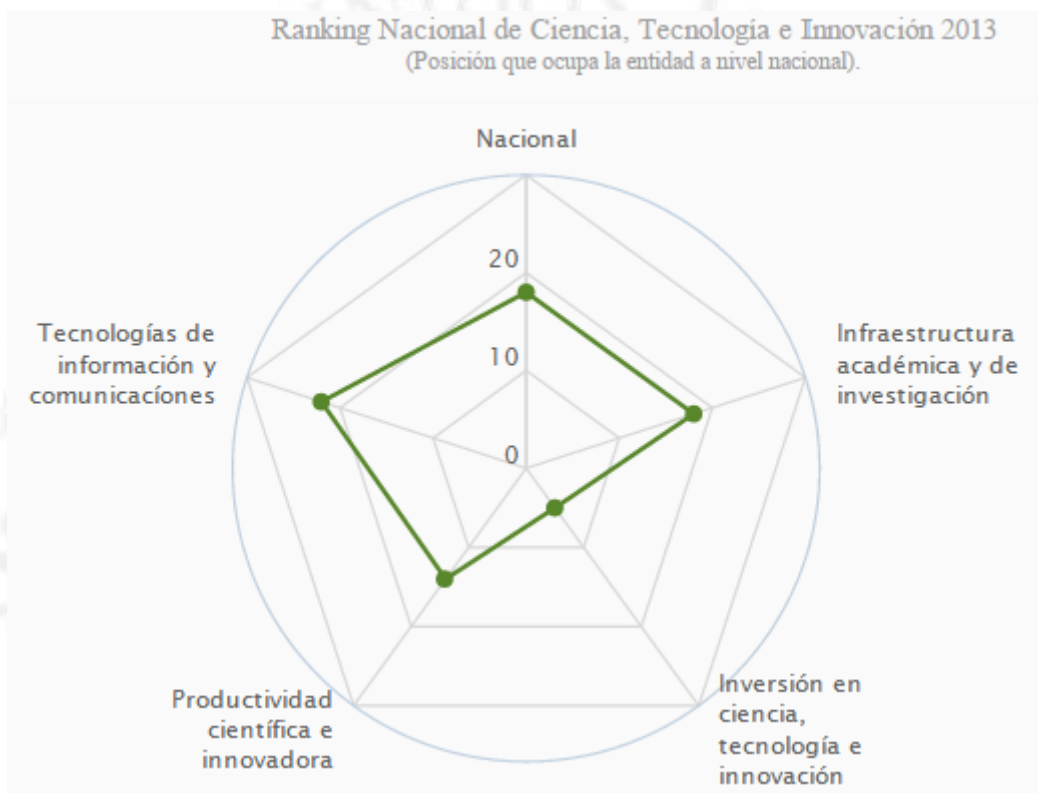 Ranking Nacional de Ciencia, Tecnología e Innovación 2013
(Posición que ocupa la entidad a nivel nacional).
Nacional
20
10
0
Infraestructura
académica y de
investigación
Inversión en
ciencia,
tecnología e
innovación
Productividad
científica e
innovadora
Tecnologías de
información y
comunicacíones